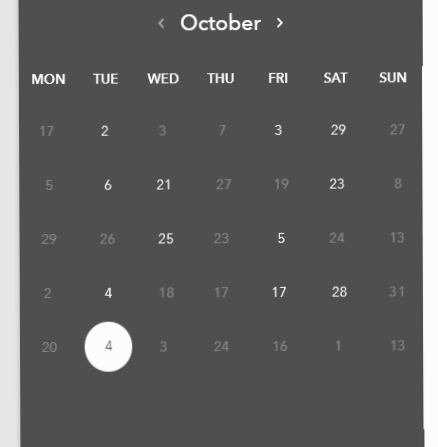 ‹ October ›
MON TUE WED THU FRI SAT SUN
17 2 3 7 3 29 27
5 6 21 27 19 23 8
29 26 25 23 5 24 13
2 4 18 17 17 28 31
20 4 3 24 16 1 13